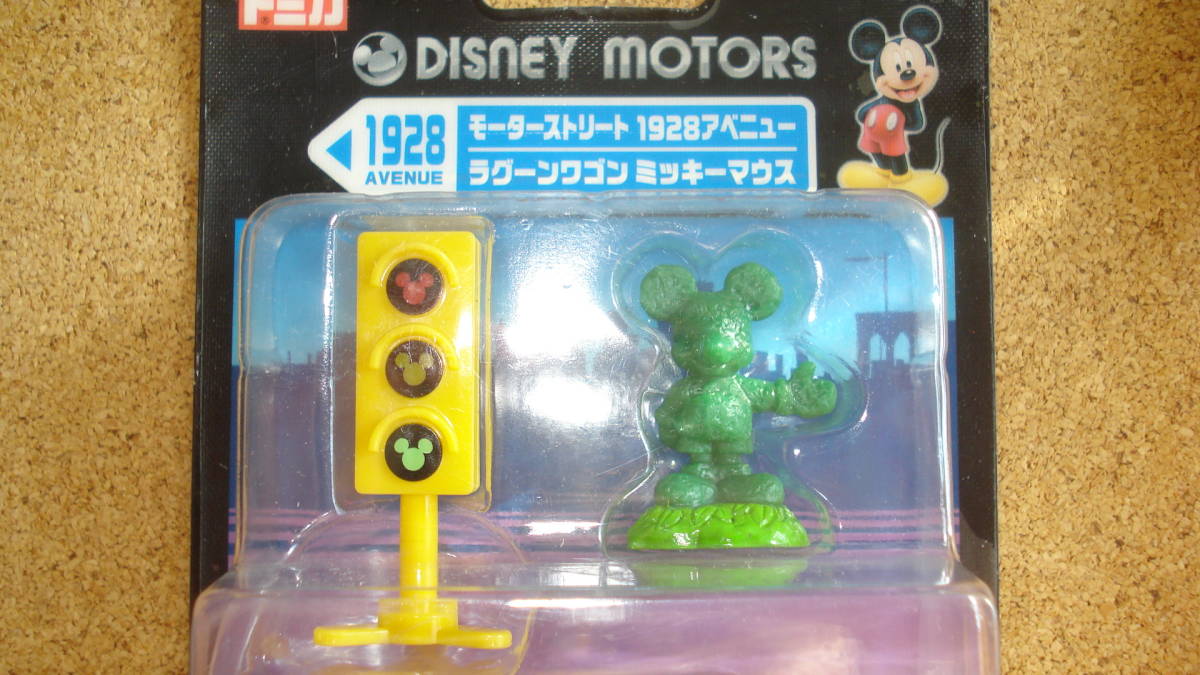 トミカ
DISNEY MOTORS
1928
AVENUE
モーターストリート 1928アベニュー
ラグーンワゴン ミッキーマウス